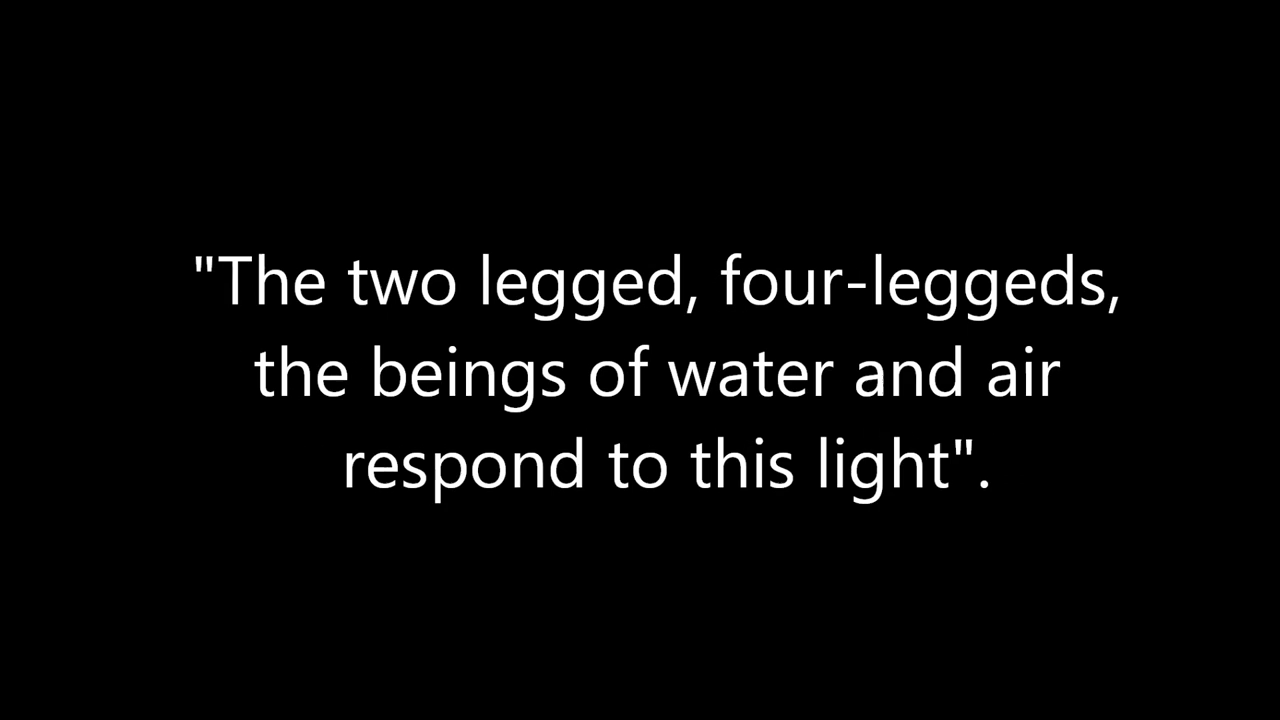 "The two legged, four-leggeds,
the beings of water and air
respond to this light".